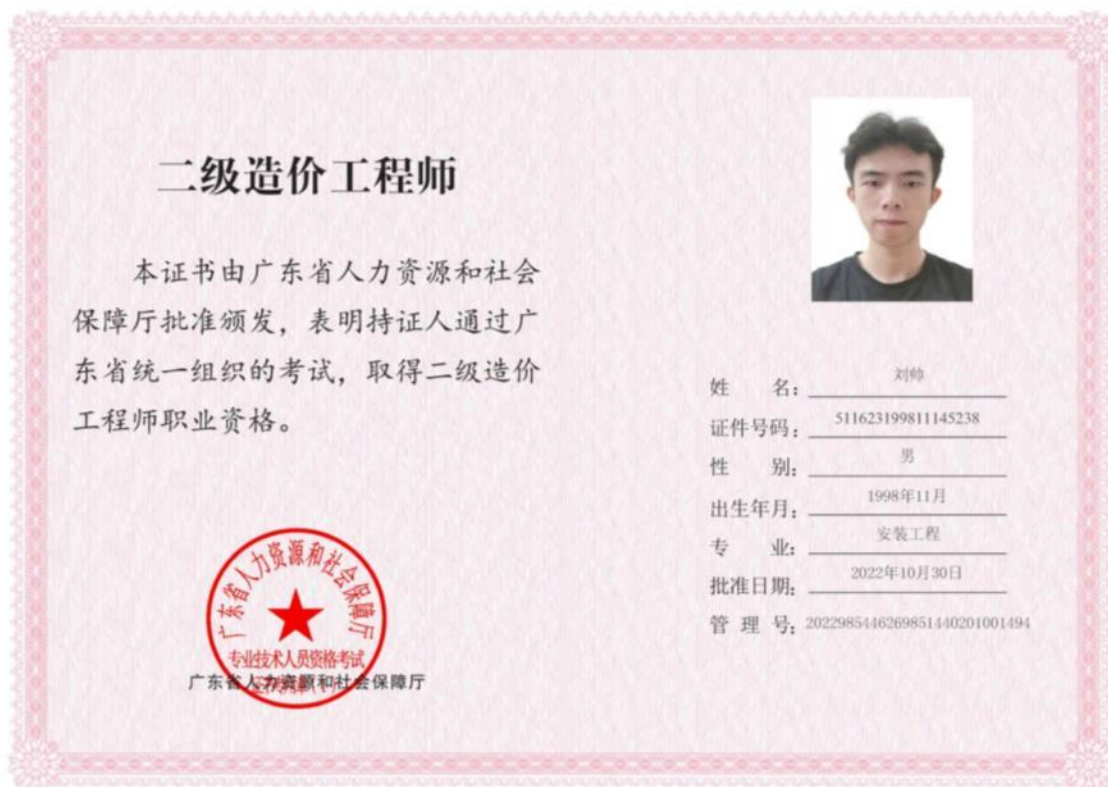 二级造价工程师
本证书由广东省人力资源和社会
保障厅批准颁发，表明持证人通过广
东省统一组织的考试，取得二级造价
工程师职业资格。
广东省人力资源和社会保障厅
专业技术人员资格考试
广东省人力资源和社会保障厅
姓名：刘帅
证件号码：511623199811145238
性别：男
出生年月：1998年11月
专业：安装工程
批准日期：2022年10月30日
管理号：2022985446269851440201001494